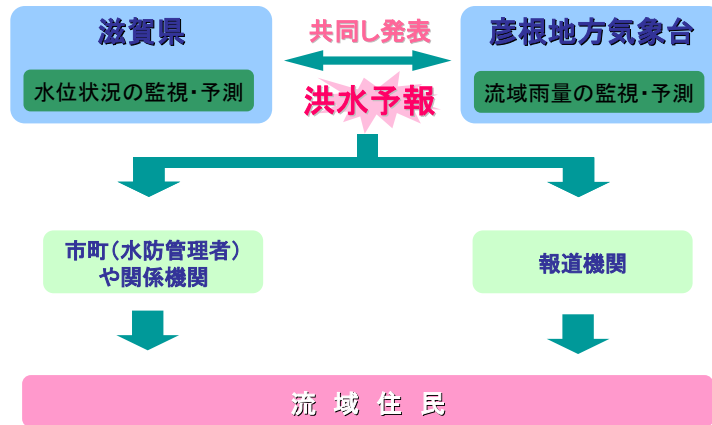 滋賀県
共同し発表
彦根地方気象台
水位状況の監視・予測
洪水予報
流域雨量の監視・予測
市町(水防管理者)
や関係機関
報道機関
流域住民